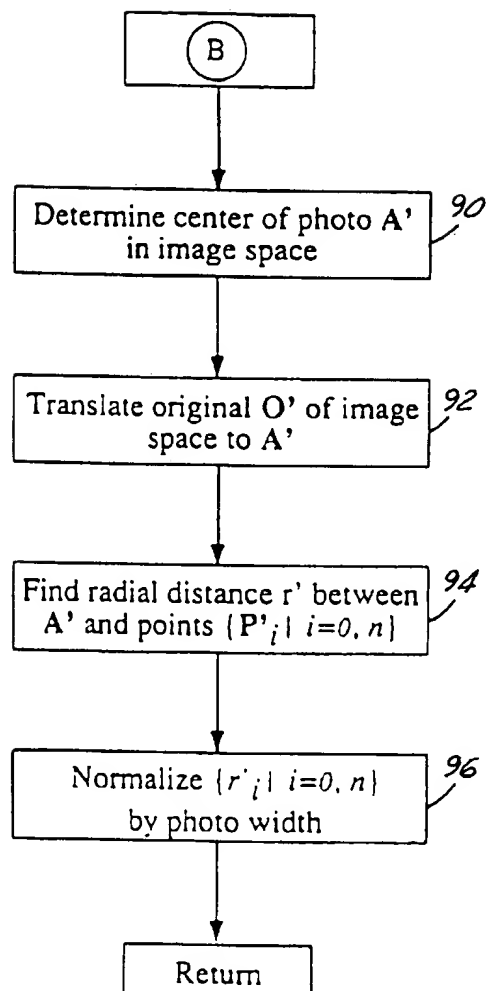 B
Determine center of photo A'
in image space
90
Translate original O' of image
space to A'
92
Find radial distance r' between
A' and points {P'i | i=0, n}
94
Normalize {r'i | i=0, n}
by photo width
96
Return